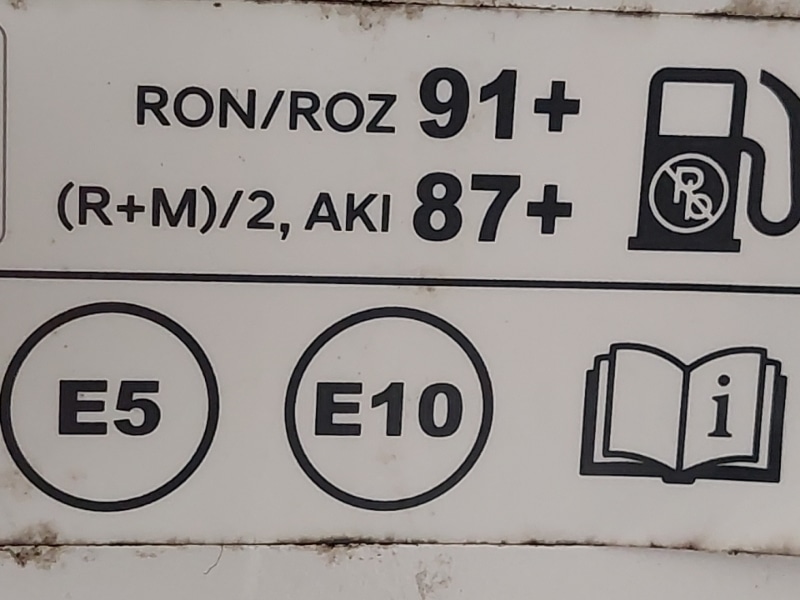 RON/ROZ 91+
(R+M)/2, AKI 87+
Pb
E5
E10
i